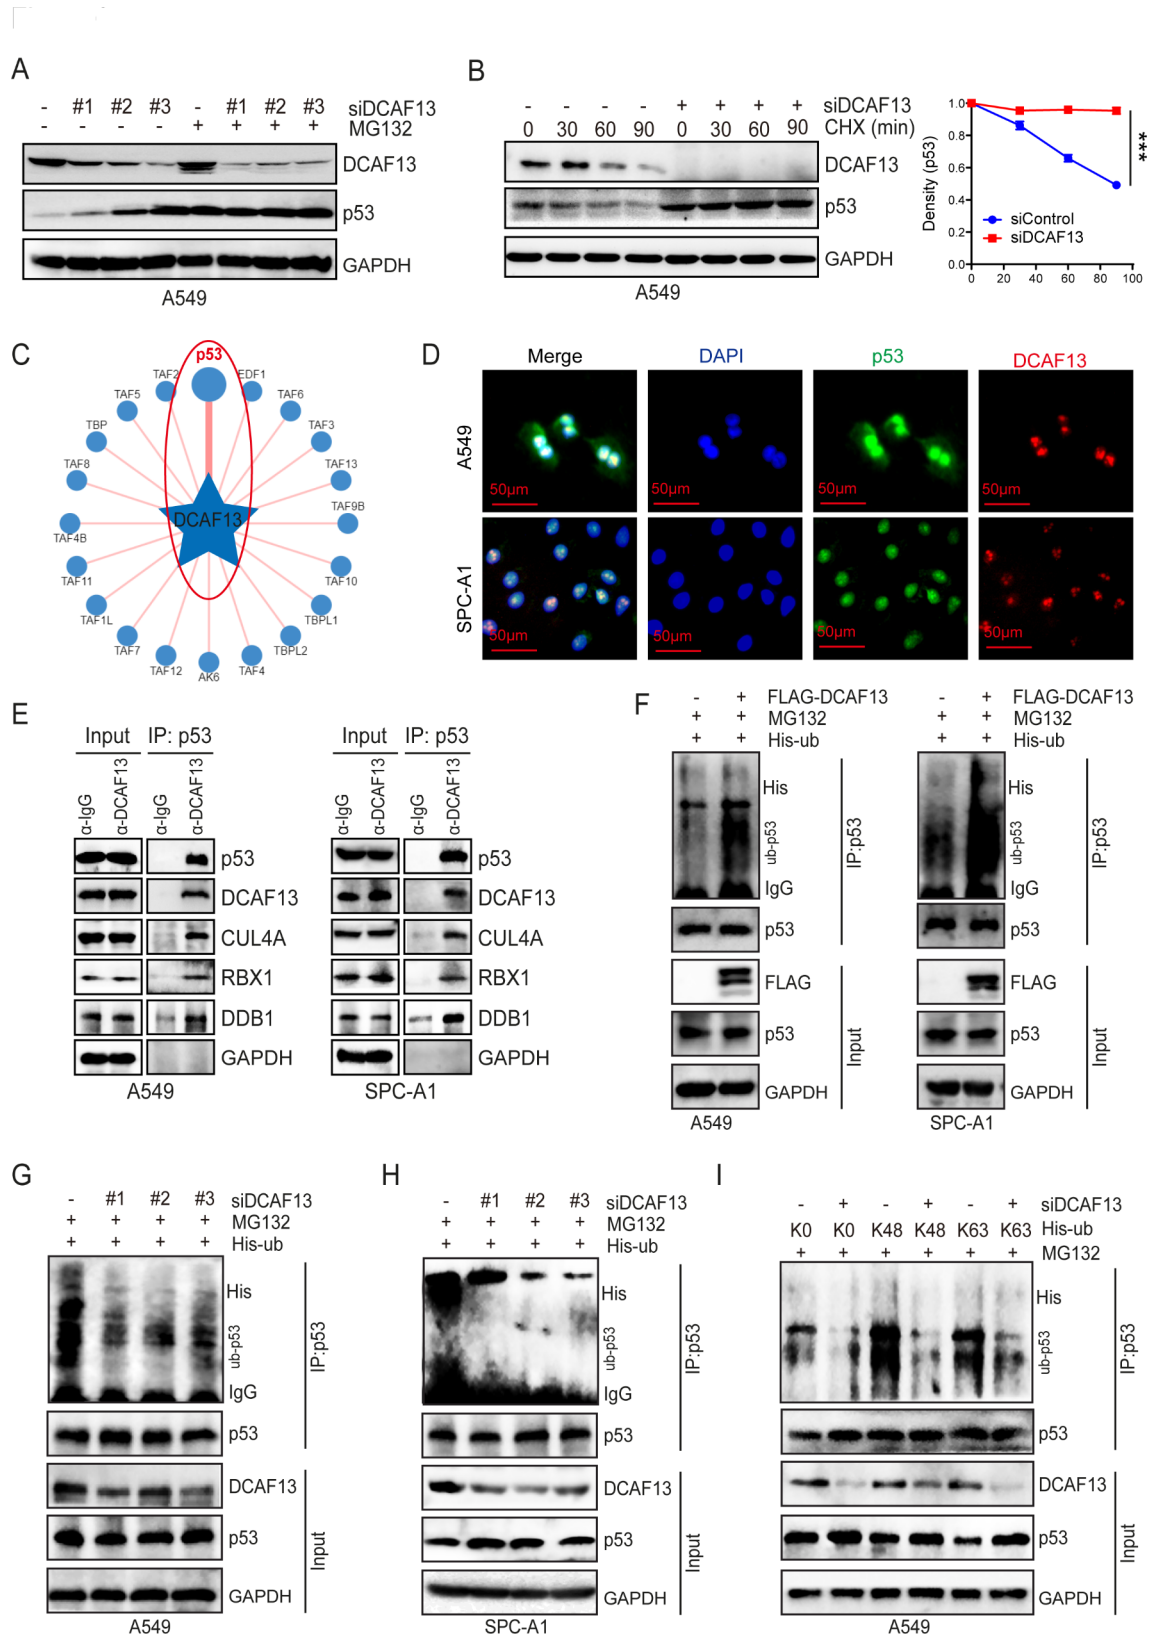 A
- #1 #2 #3 - #1 #2 #3 siDCAF13
- - - - + + + + MG132
DCAF13
p53
GAPDH
A549
B
- - - - + + + + siDCAF13
0 30 60 90 0 30 60 90 CHX (min)
DCAF13
p53
GAPDH
A549
Density (p53)
1.0
0.8
0.6
0.4
0.2
0.0
0 20 40 60 80 100
siControl
siDCAF13
***
C
p53
TAF2 EDF1
TAF5 TAF6
TBP TAF3
TAF8 TAF13
DCAF13
TAF4B TAF9B
TAF11 TAF10
TAF1L TBPL1
TAF7 TBPL2
TAF12 AK6 TAF4
D
Merge DAPI p53 DCAF13
A549
50μm 50μm 50μm 50μm
SPC-A1
50μm 50μm 50μm 50μm
E
Input IP: p53
α-IgG α-DCAF13 α-IgG α-DCAF13
p53
DCAF13
CUL4A
RBX1
DDB1
GAPDH
A549
Input IP: p53
α-IgG α-DCAF13 α-IgG α-DCAF13
p53
DCAF13
CUL4A
RBX1
DDB1
GAPDH
SPC-A1
F
- + FLAG-DCAF13
+ + MG132
+ + His-ub
His
ub-p53
IgG
p53
IP:p53
FLAG
p53
GAPDH
Input
A549
- + FLAG-DCAF13
+ + MG132
+ + His-ub
His
ub-p53
IgG
p53
IP:p53
FLAG
p53
GAPDH
Input
SPC-A1
G
- #1 #2 #3 siDCAF13
+ + + + MG132
+ + + + His-ub
His
ub-p53
IgG
p53
IP:p53
DCAF13
p53
GAPDH
Input
A549
H
- #1 #2 #3 siDCAF13
+ + + + MG132
+ + + + His-ub
His
ub-p53
IgG
p53
IP:p53
DCAF13
p53
GAPDH
Input
SPC-A1
I
- + - + - + siDCAF13
K0 K0 K48 K48 K63 K63 His-ub
+ + + + + + MG132
His
ub-p53
p53
IP:p53
DCAF13
p53
GAPDH
Input
A549